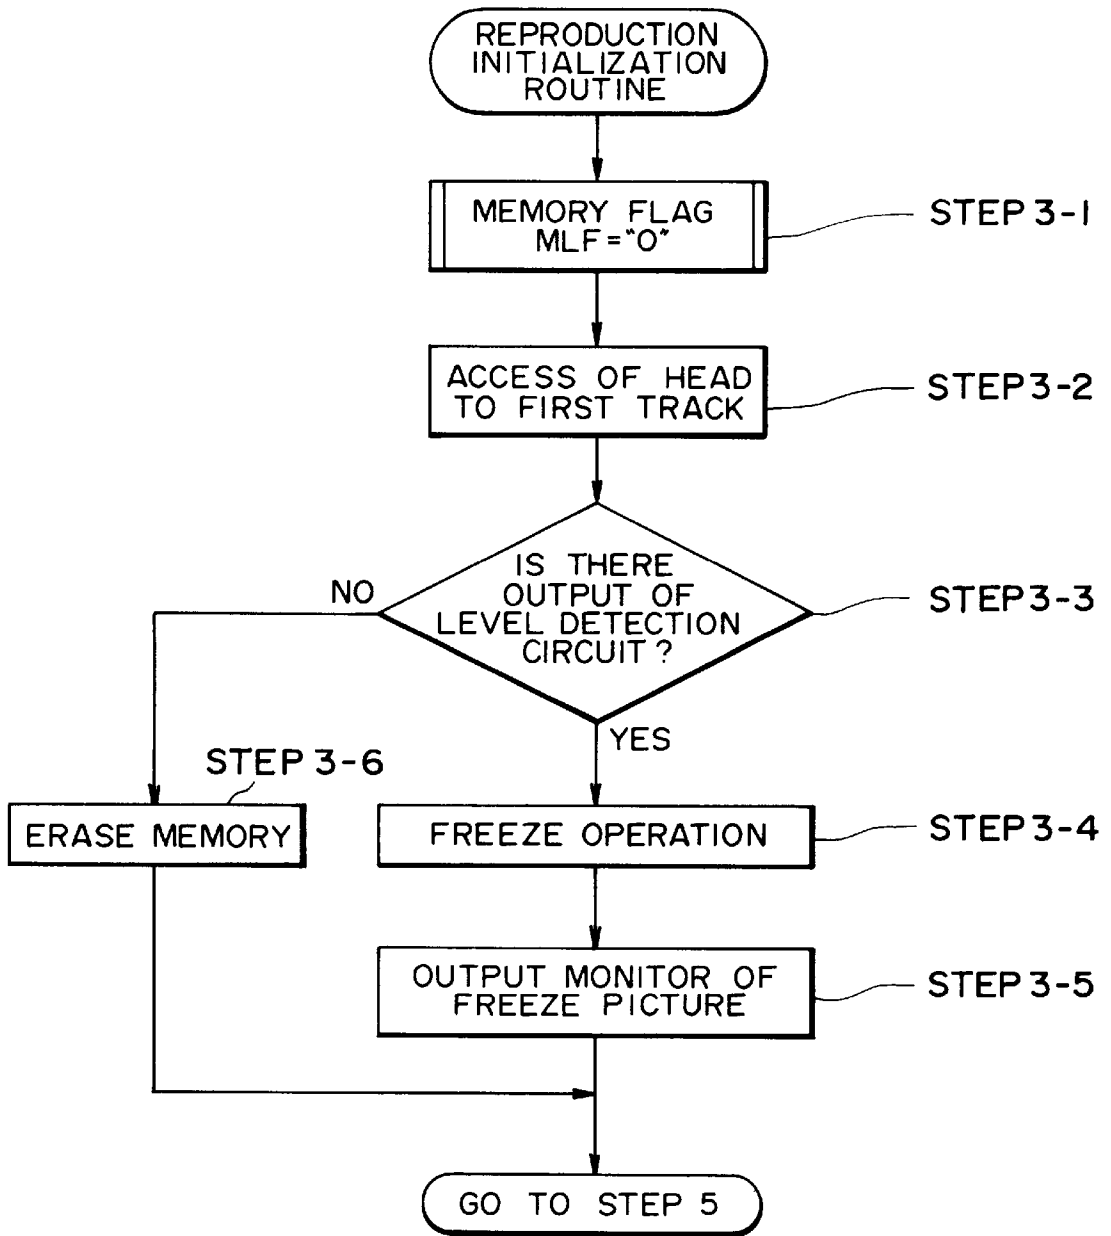 REPRODUCTION
INITIALIZATION
ROUTINE
MEMORY FLAG
MLF="O"
STEP 3-1
ACCESS OF HEAD
TO FIRST TRACK
STEP 3-2
IS THERE
OUTPUT OF
LEVEL DETECTION
CIRCUIT?
STEP 3-3
NO
YES
STEP 3-6
ERASE MEMORY
FREEZE OPERATION
STEP 3-4
OUTPUT MONITOR OF
FREEZE PICTURE
STEP 3-5
GO TO STEP 5